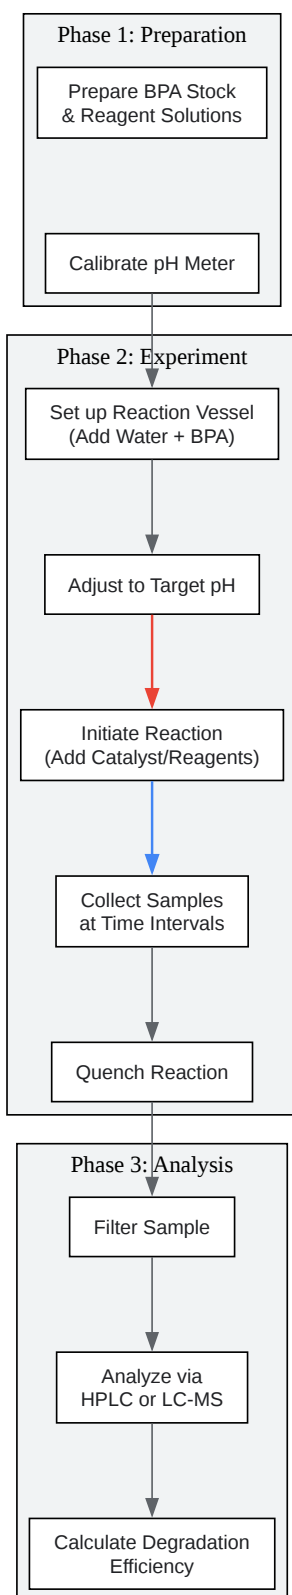 Phase 1: Preparation
Prepare BPA Stock
& Reagent Solutions
Calibrate pH Meter
Phase 2: Experiment
Set up Reaction Vessel
(Add Water + BPA)
Adjust to Target pH
Initiate Reaction
(Add Catalyst/Reagents)
Collect Samples
at Time Intervals
Quench Reaction
Phase 3: Analysis
Filter Sample
Analyze via
HPLC or LC-MS
Calculate Degradation
Efficiency